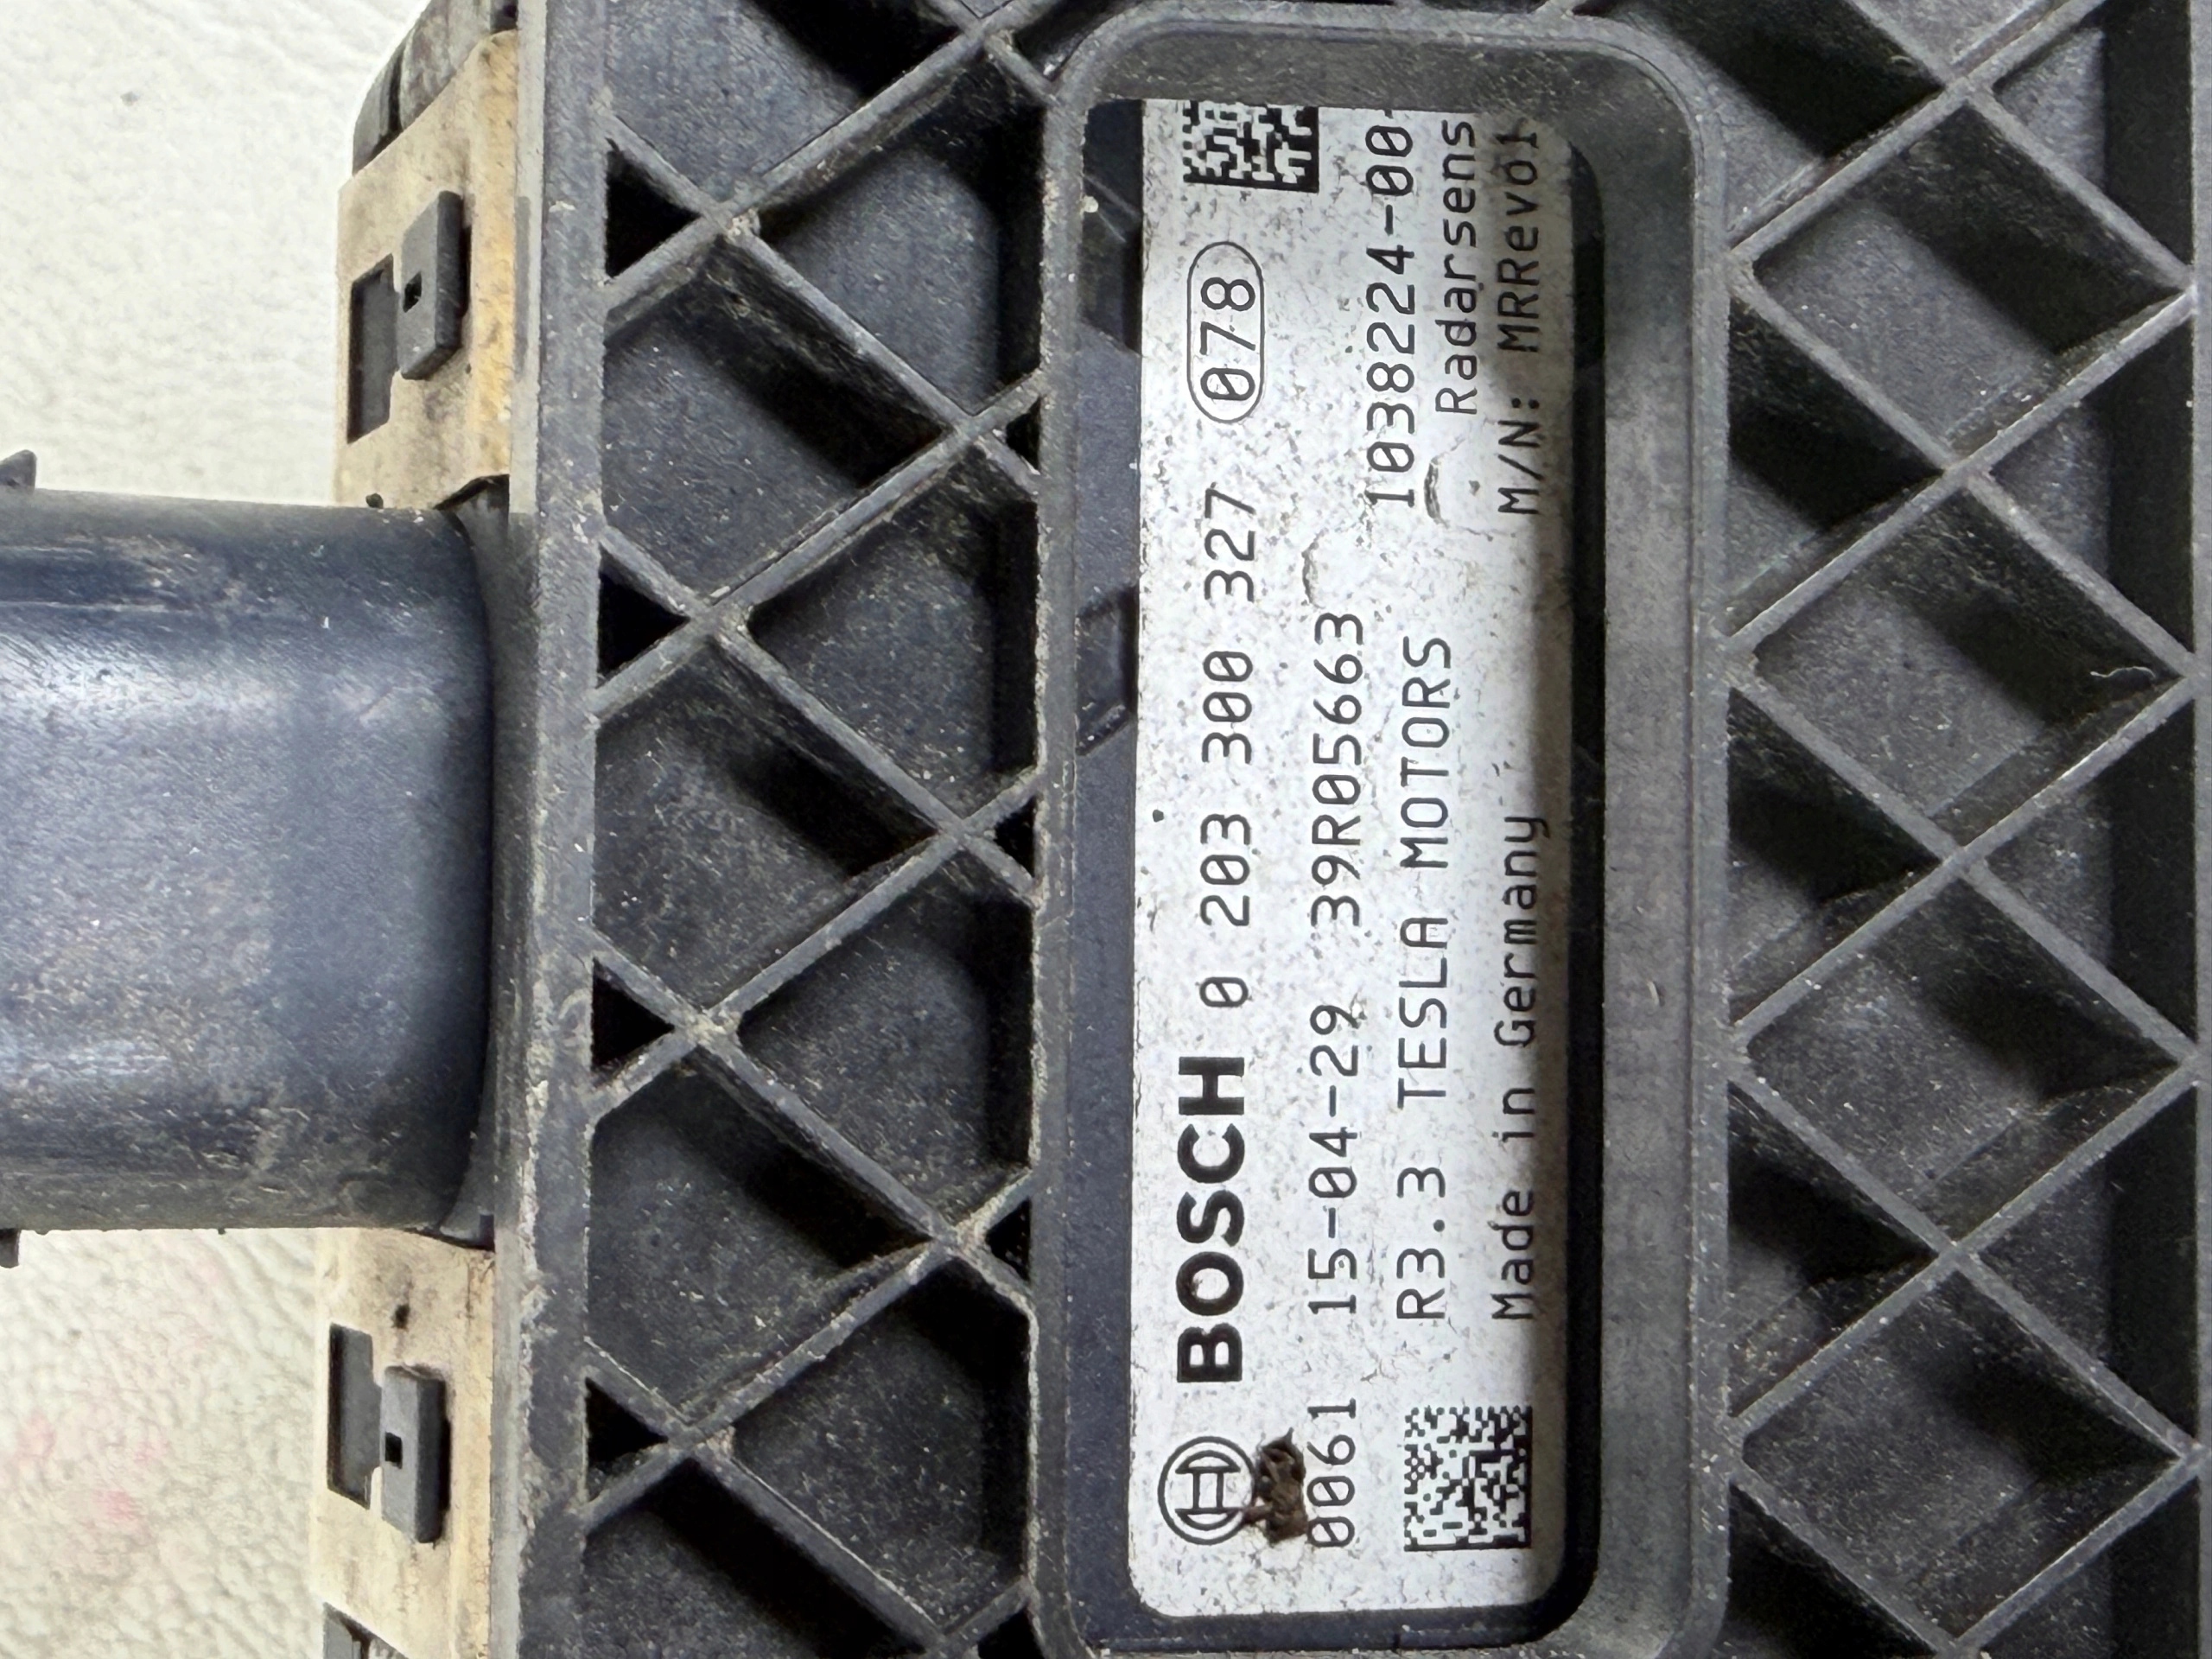 BOSCH 0 203 300 327 078
0061 15-04-29 39R05663
1038224-00
R3.3 TESLA MOTORS
Radarsens
Made in Germany
M/N: MRRevo1